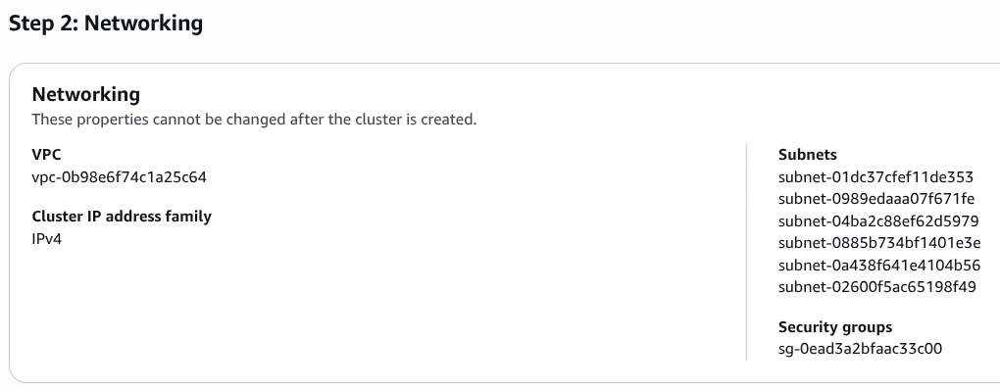 Step 2: Networking
Networking
These properties cannot be changed after the cluster is created.
VPC
vpc-0b98e6f74c1a25c64
Cluster IP address family
IPv4
Subnets
subnet-01dc37cfef11de353
subnet-0989edaaa07f671fe
subnet-04ba2c88ef62d5979
subnet-0885b734bf1401e3e
subnet-0a438f641e4104b56
subnet-02600f5ac65198f49
Security groups
sg-0ead3a2bfaac33c00